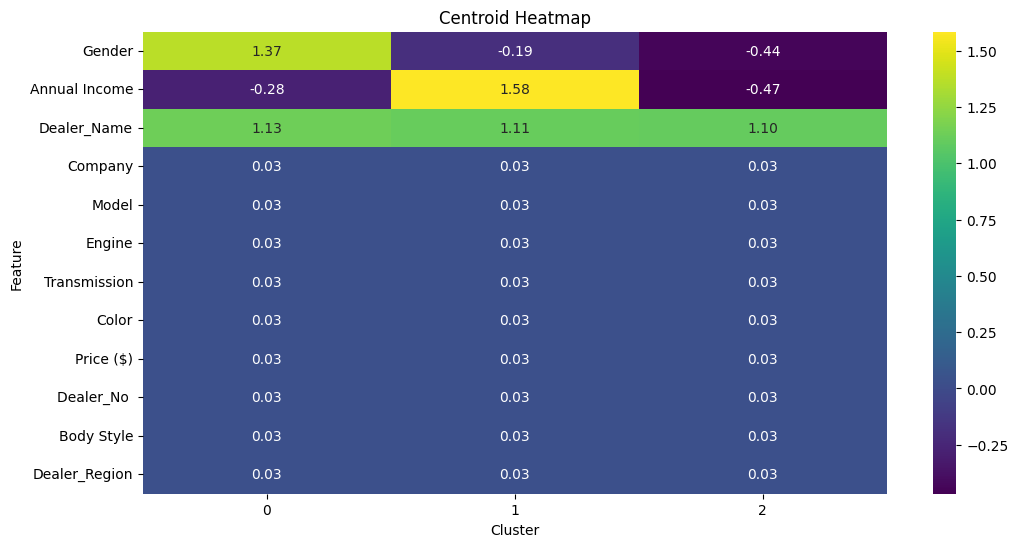 Centroid Heatmap
Feature
Gender 1.37 -0.19 -0.44
Annual Income -0.28 1.58 -0.47
Dealer_Name 1.13 1.11 1.10
Company 0.03 0.03 0.03
Model 0.03 0.03 0.03
Engine 0.03 0.03 0.03
Transmission 0.03 0.03 0.03
Color 0.03 0.03 0.03
Price ($) 0.03 0.03 0.03
Dealer_No 0.03 0.03 0.03
Body Style 0.03 0.03 0.03
Dealer_Region 0.03 0.03 0.03
0 1 2
Cluster
1.50
1.25
1.00
0.75
0.50
0.25
0.00
−0.25